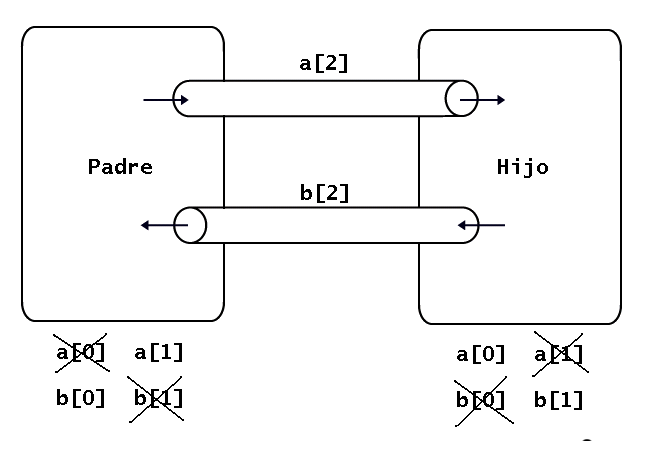 a[2]
Padre Hijo
b[2]
a[0] a[1] a[0] a[1]
b[0] b[1] b[0] b[1]